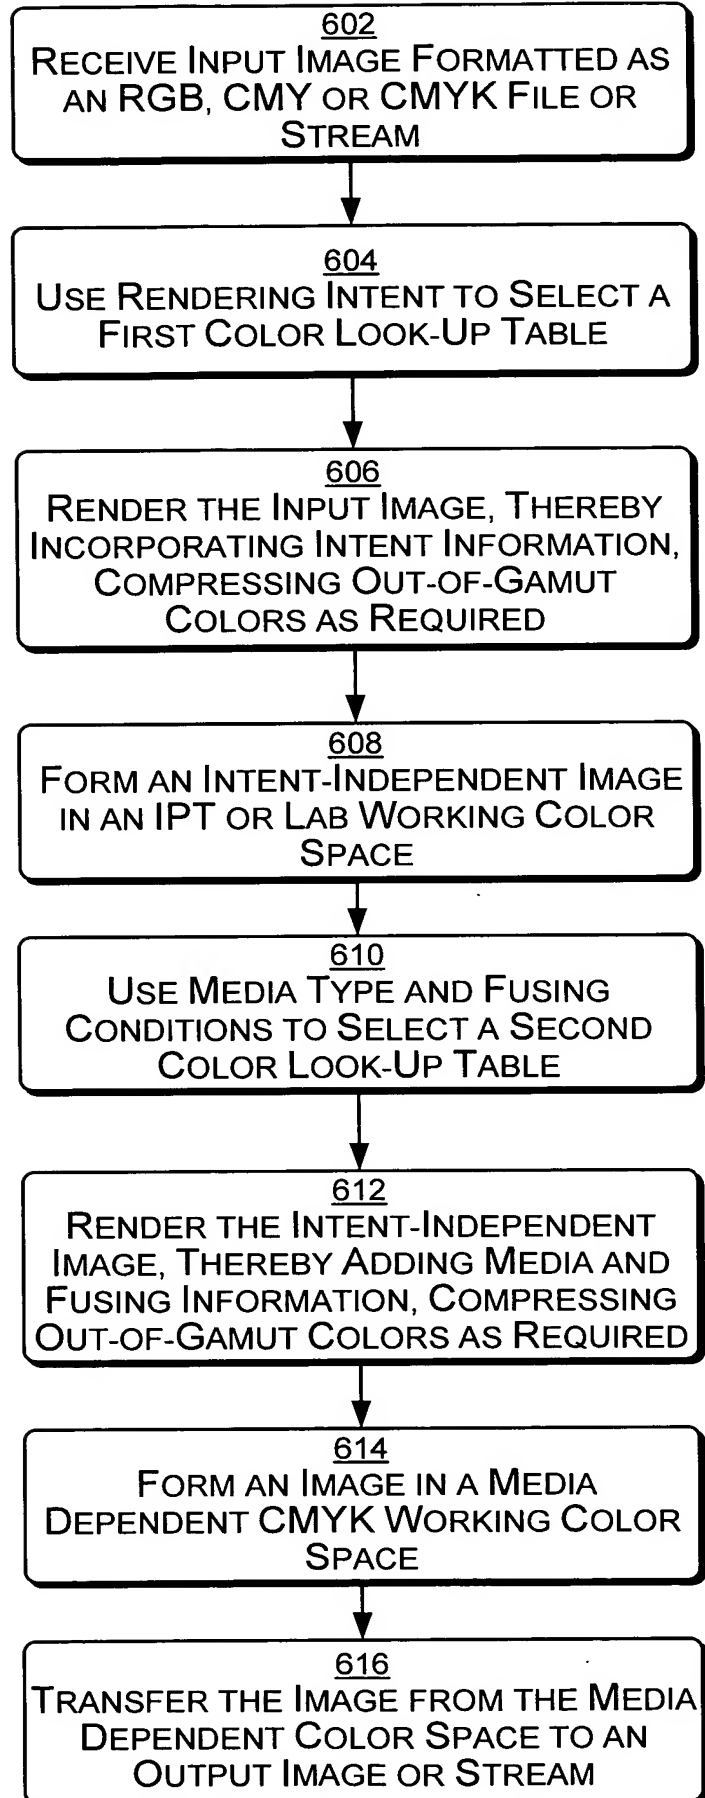 602
RECEIVE INPUT IMAGE FORMATTED AS
AN RGB, CMY OR CMYK FILE OR
STREAM
604
USE RENDERING INTENT TO SELECT A
FIRST COLOR LOOK-UP TABLE
606
RENDER THE INPUT IMAGE, THEREBY
INCORPORATING INTENT INFORMATION,
COMPRESSING OUT-OF-GAMUT
COLORS AS REQUIRED
608
FORM AN INTENT-INDEPENDENT IMAGE
IN AN IPT OR LAB WORKING COLOR
SPACE
610
USE MEDIA TYPE AND FUSING
CONDITIONS TO SELECT A SECOND
COLOR LOOK-UP TABLE
612
RENDER THE INTENT-INDEPENDENT
IMAGE, THEREBY ADDING MEDIA AND
FUSING INFORMATION, COMPRESSING
OUT-OF-GAMUT COLORS AS REQUIRED
614
FORM AN IMAGE IN A MEDIA
DEPENDENT CMYK WORKING COLOR
SPACE
616
TRANSFER THE IMAGE FROM THE MEDIA
DEPENDENT COLOR SPACE TO AN
OUTPUT IMAGE OR STREAM